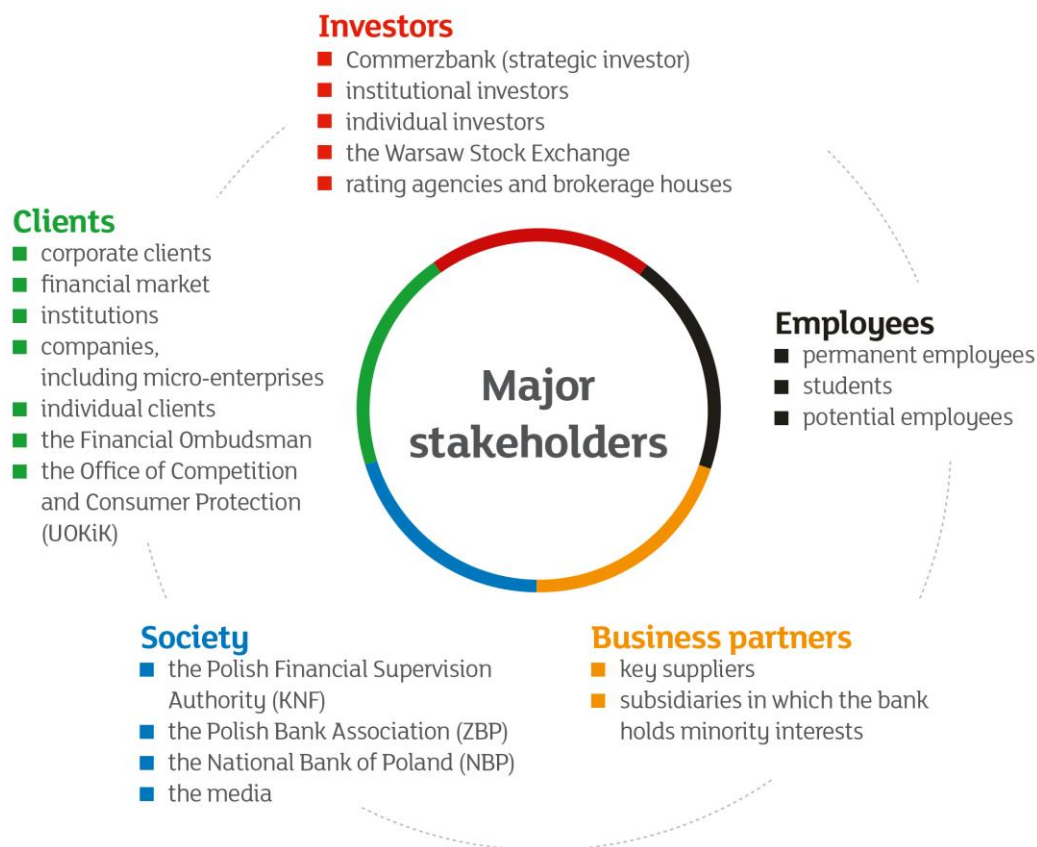 Investors
Commerzbank (strategic investor)
institutional investors
individual investors
the Warsaw Stock Exchange
rating agencies and brokerage houses
Clients
corporate clients
financial market
institutions
companies,
including micro-enterprises
individual clients
the Financial Ombudsman
the Office of Competition
and Consumer Protection
(UOKiK)
Major
stakeholders
Employees
permanent employees
students
potential employees
Society
the Polish Financial Supervision
Authority (KNF)
the Polish Bank Association (ZBP)
the National Bank of Poland (NBP)
the media
Business partners
key suppliers
subsidiaries in which the bank
holds minority interests